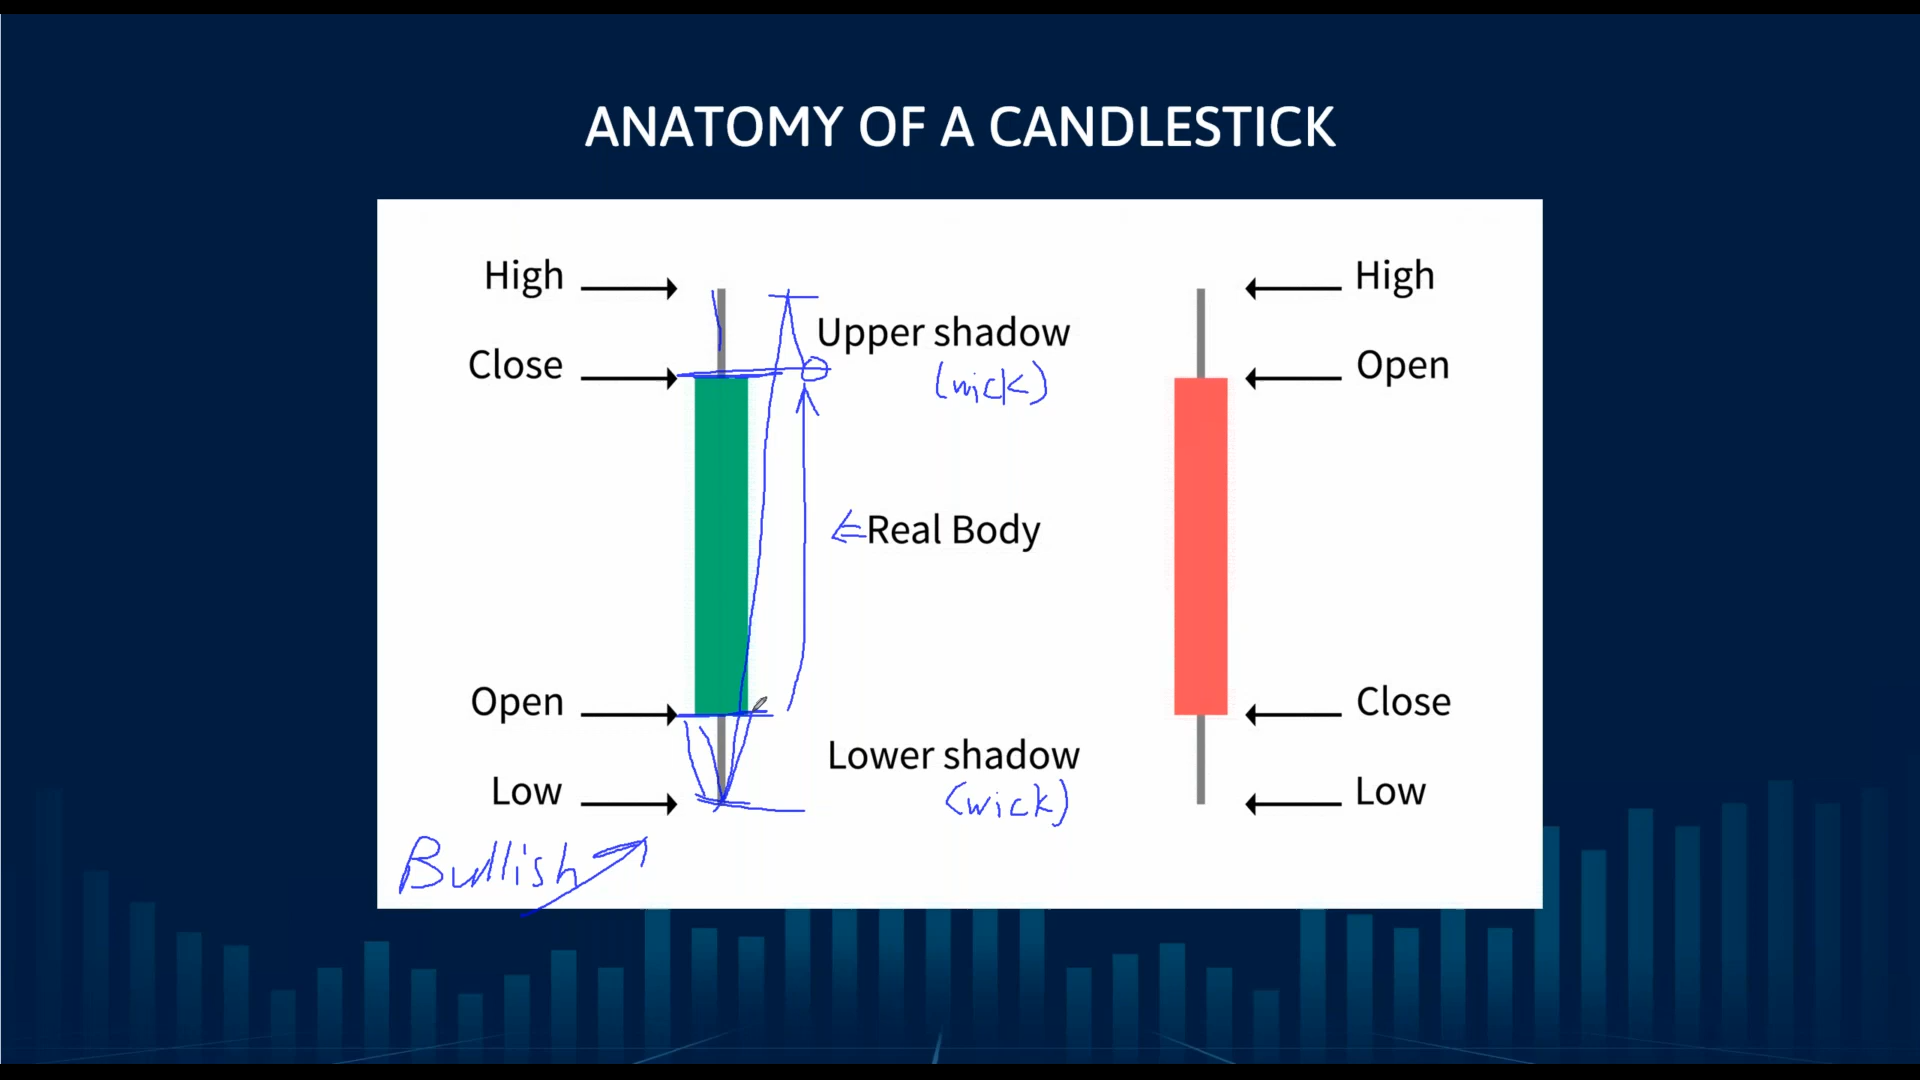 ANATOMY OF A CANDLESTICK
High
High
Upper shadow
(wick)
Close
Open
Real Body
Open
Close
Lower shadow
(wick)
Low
Low
Bullish